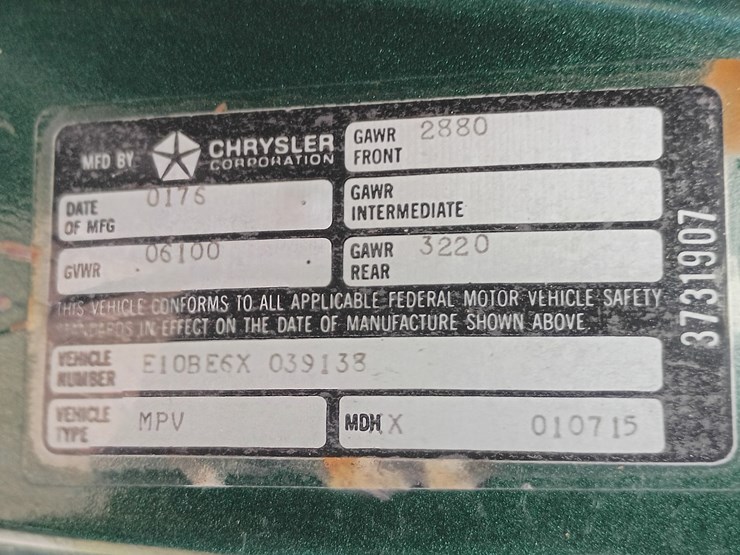 MFD BY CHRYSLER CORPORATION
GAWR FRONT 2880
DATE OF MFG 0176
GAWR INTERMEDIATE
GVWR 06100
GAWR REAR 3220
THIS VEHICLE CONFORMS TO ALL APPLICABLE FEDERAL MOTOR VEHICLE SAFETY
STANDARDS IN EFFECT ON THE DATE OF MANUFACTURE SHOWN ABOVE.
VEHICLE NUMBER E10BE6X 039138
VEHICLE TYPE MPV
MDH X 010715
3731907